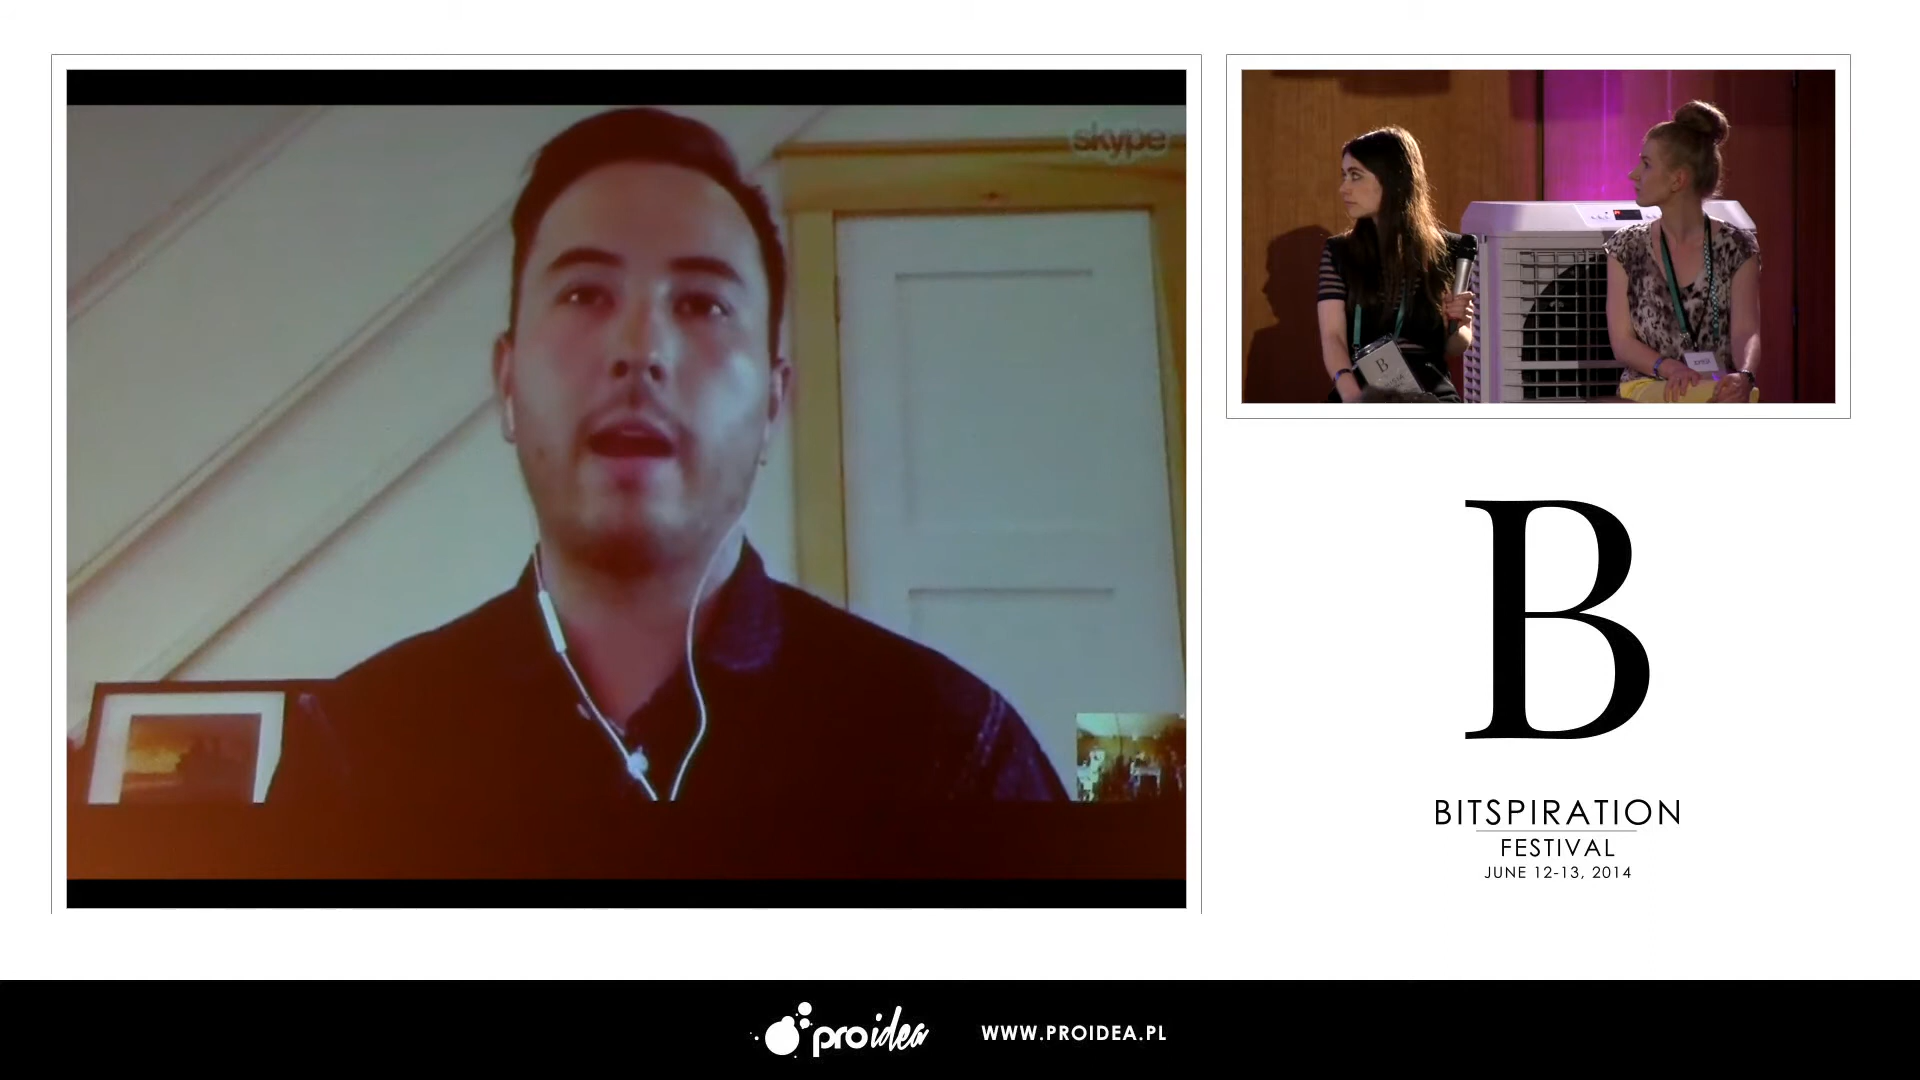 skype
B
B
BITSPIRATION
FESTIVAL
JUNE 12-13, 2014
proidea
WWW.PROIDEA.PL